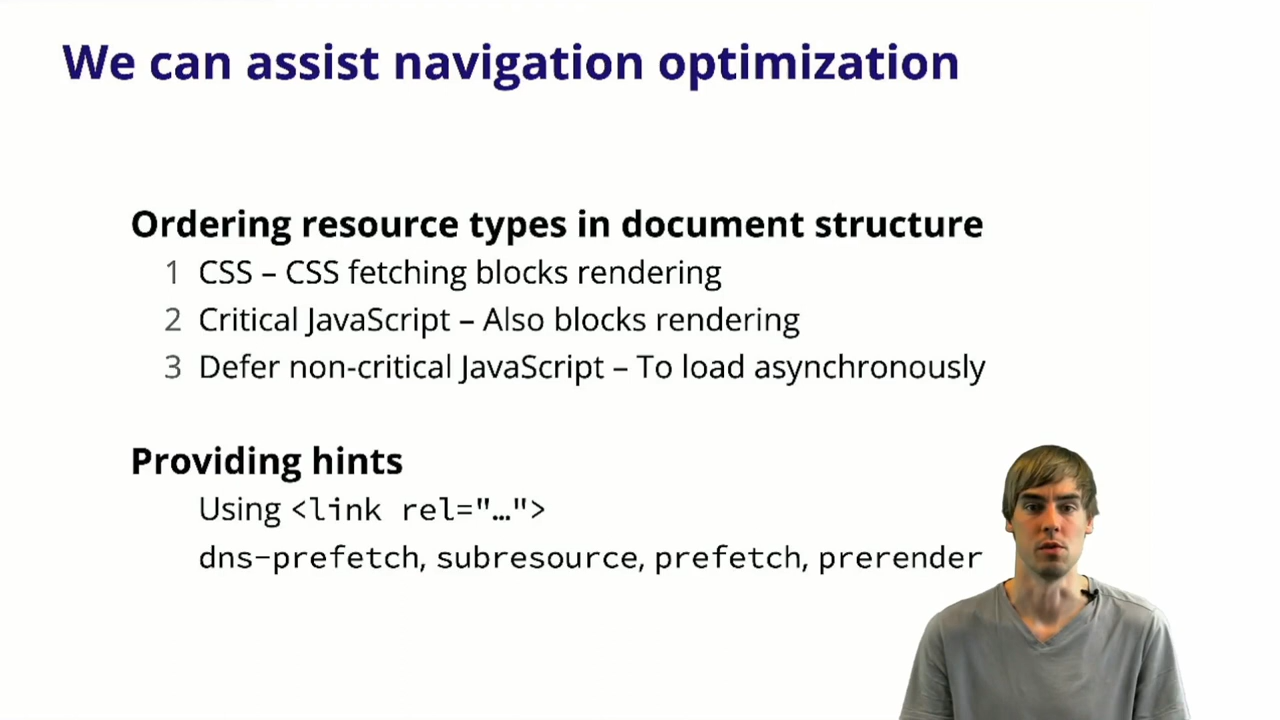 We can assist navigation optimization
Ordering resource types in document structure
1 CSS – CSS fetching blocks rendering
2 Critical JavaScript – Also blocks rendering
3 Defer non-critical JavaScript – To load asynchronously
Providing hints
Using <link rel="…">
dns-prefetch, subresource, prefetch, prerender